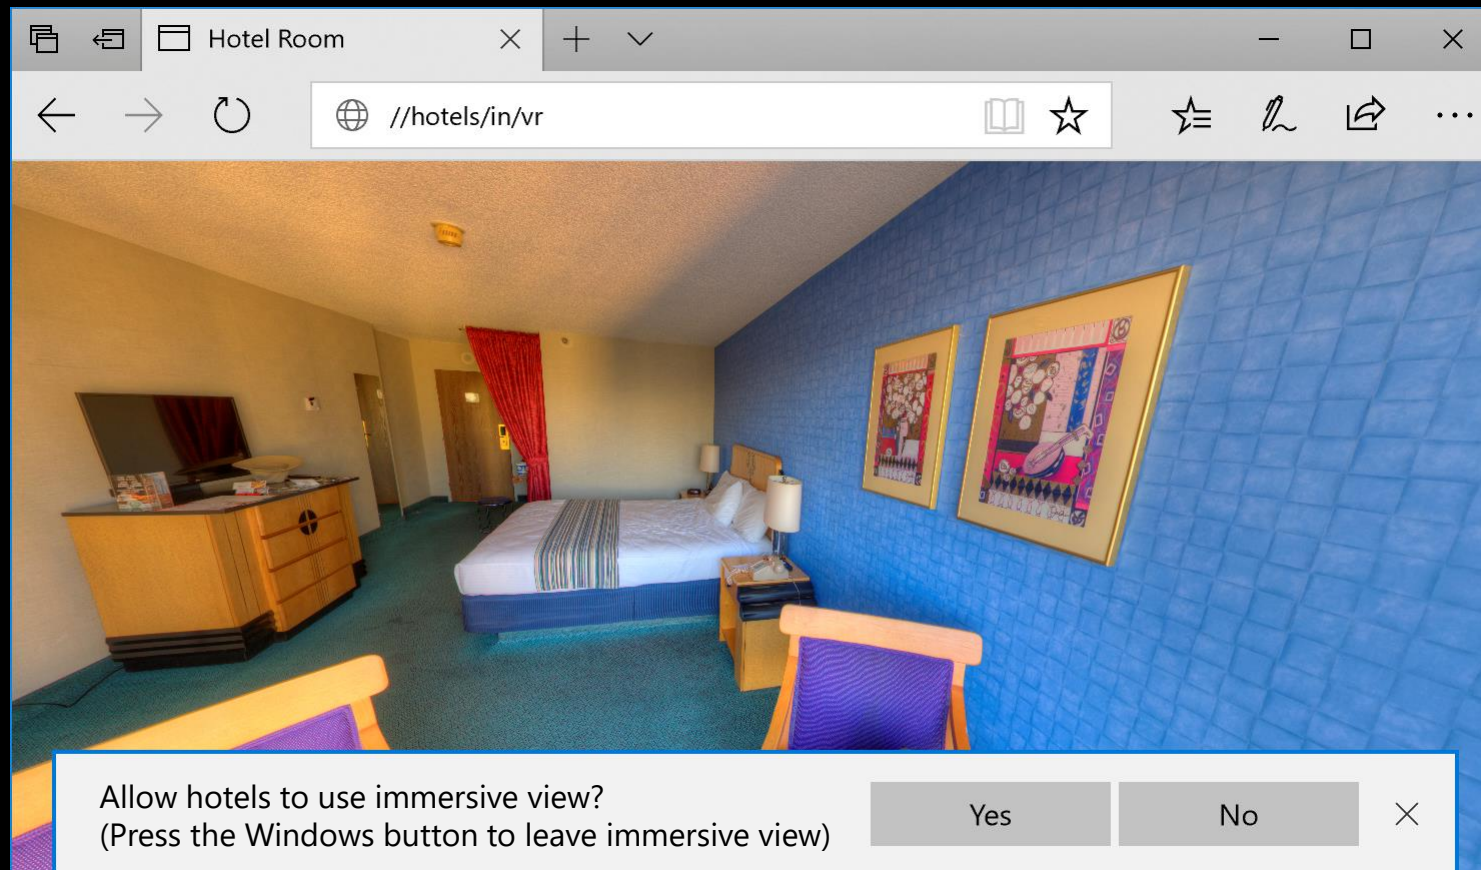 Hotel Room
//hotels/in/vr
Allow hotels to use immersive view?
(Press the Windows button to leave immersive view)
Yes
No